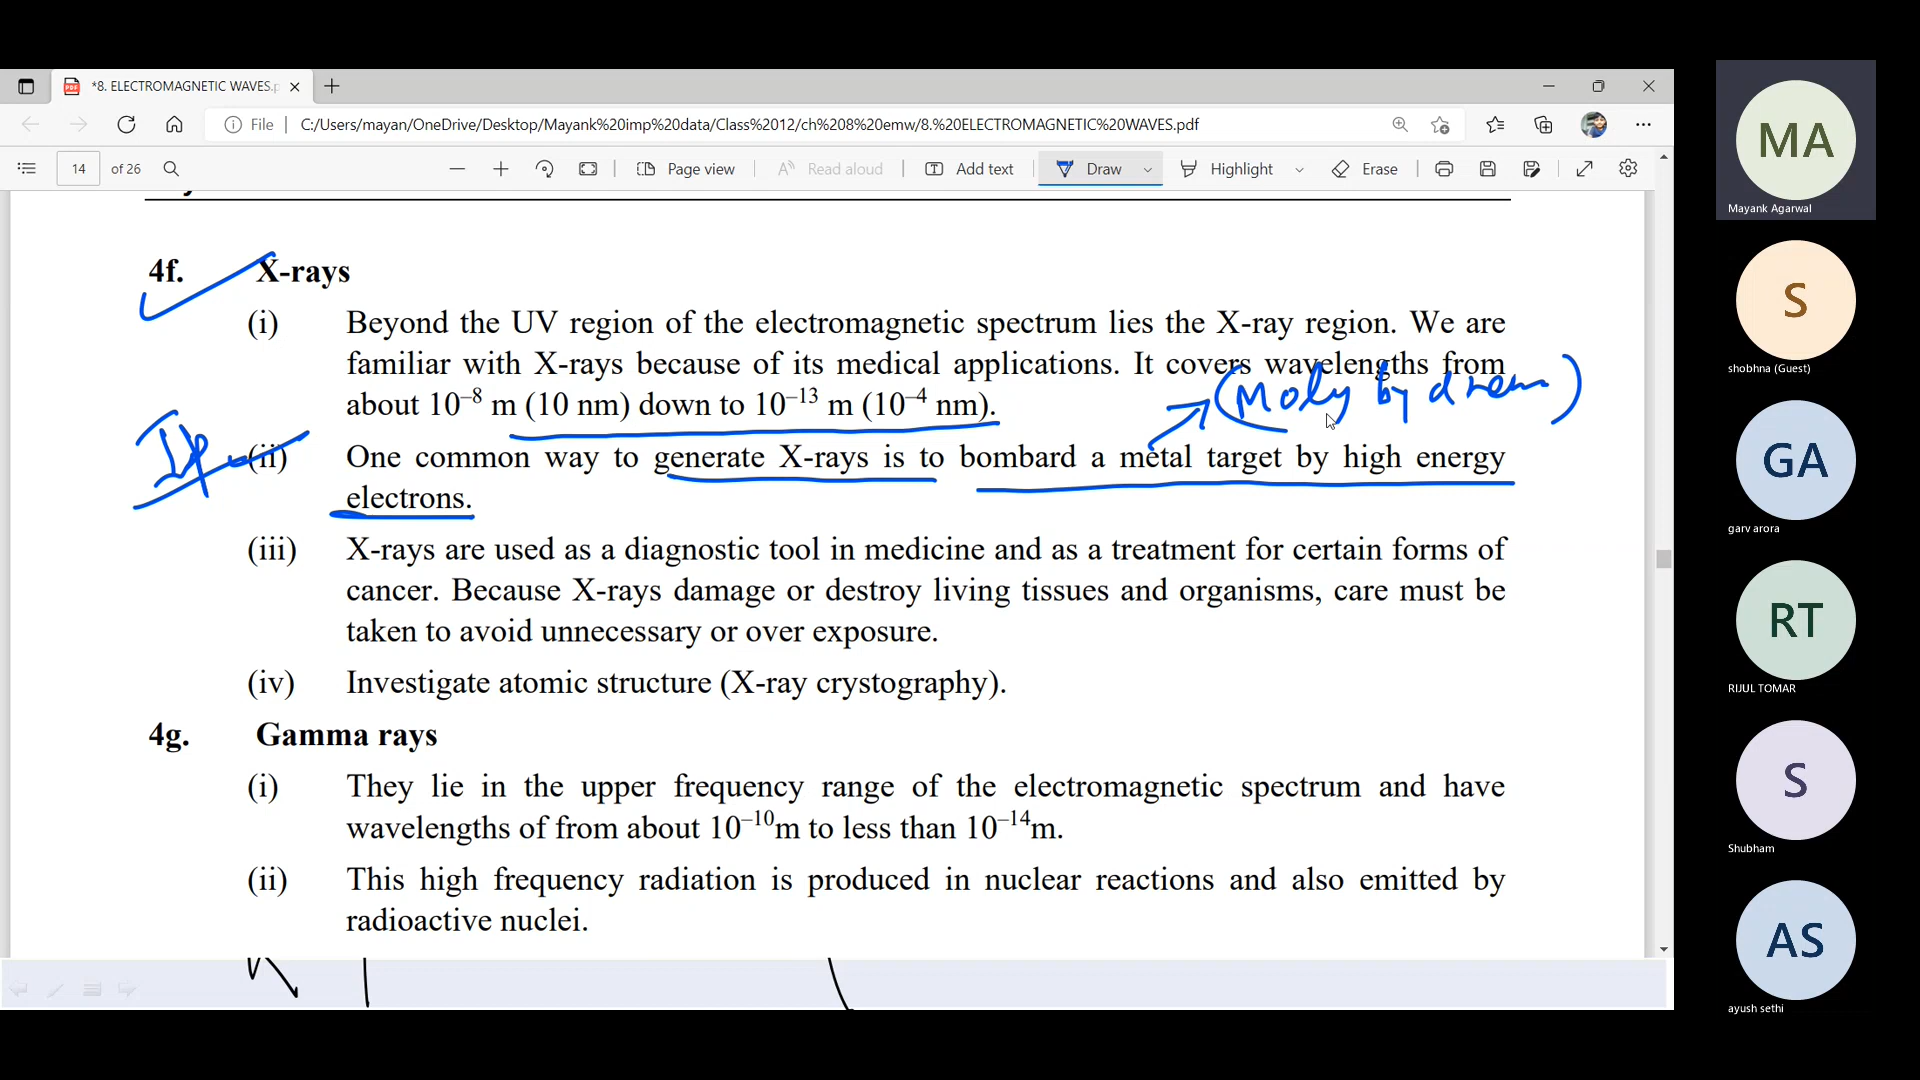 *8. ELECTROMAGNETIC WAVES.p
File C:/Users/mayan/OneDrive/Desktop/Mayank%20imp%20data/Class%2012/ch%208%20emw/8.%20ELECTROMAGNETIC%20WAVES.pdf
14 of 26 Page view Read aloud Add text Draw Highlight Erase
4f. X-rays
(i) Beyond the UV region of the electromagnetic spectrum lies the X-ray region. We are
familiar with X-rays because of its medical applications. It covers wavelengths from
about 10⁻⁸ m (10 nm) down to 10⁻¹³ m (10⁻⁴ nm).
(Moly by dnem)
Ip (ii) One common way to generate X-rays is to bombard a metal target by high energy
electrons.
(iii) X-rays are used as a diagnostic tool in medicine and as a treatment for certain forms of
cancer. Because X-rays damage or destroy living tissues and organisms, care must be
taken to avoid unnecessary or over exposure.
(iv) Investigate atomic structure (X-ray crystography).
4g. Gamma rays
(i) They lie in the upper frequency range of the electromagnetic spectrum and have
wavelengths of from about 10⁻¹⁰m to less than 10⁻¹⁴m.
(ii) This high frequency radiation is produced in nuclear reactions and also emitted by
radioactive nuclei.
MA
Mayank Agarwal
S
shobhna (Guest)
GA
garv arora
RT
RIJUL TOMAR
S
Shubham
AS
ayush sethi